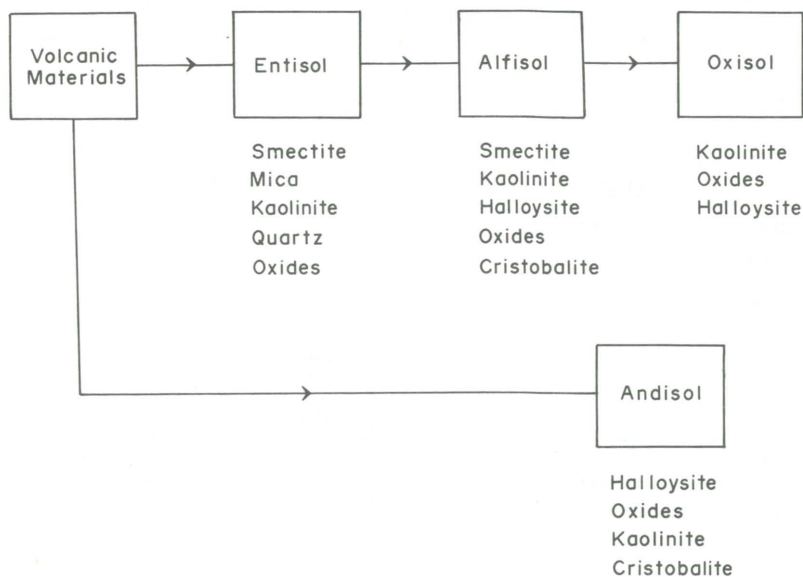 Volcanic
Materials
Entisol
Alfisol
Oxisol
Smectite
Mica
Kaolinite
Quartz
Oxides
Smectite
Kaolinite
Halloysite
Oxides
Cristobalite
Kaolinite
Oxides
Halloysite
Andisol
Halloysite
Oxides
Kaolinite
Cristobalite